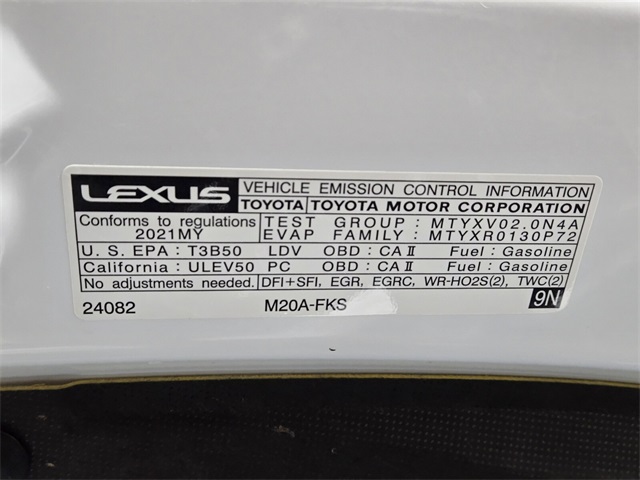 LEXUS VEHICLE EMISSION CONTROL INFORMATION
TOYOTA TOYOTA MOTOR CORPORATION
Conforms to regulations TEST GROUP : MTYXV02.0N4A
2021MY EVAP FAMILY : MTYXR0130P72
U. S. EPA : T3B50 LDV OBD : CA II Fuel : Gasoline
California : ULEV50 PC OBD : CA II Fuel : Gasoline
No adjustments needed. DFI+SFI, EGR, EGRC, WR-HO2S(2), TWC(2)
24082 M20A-FKS 9N